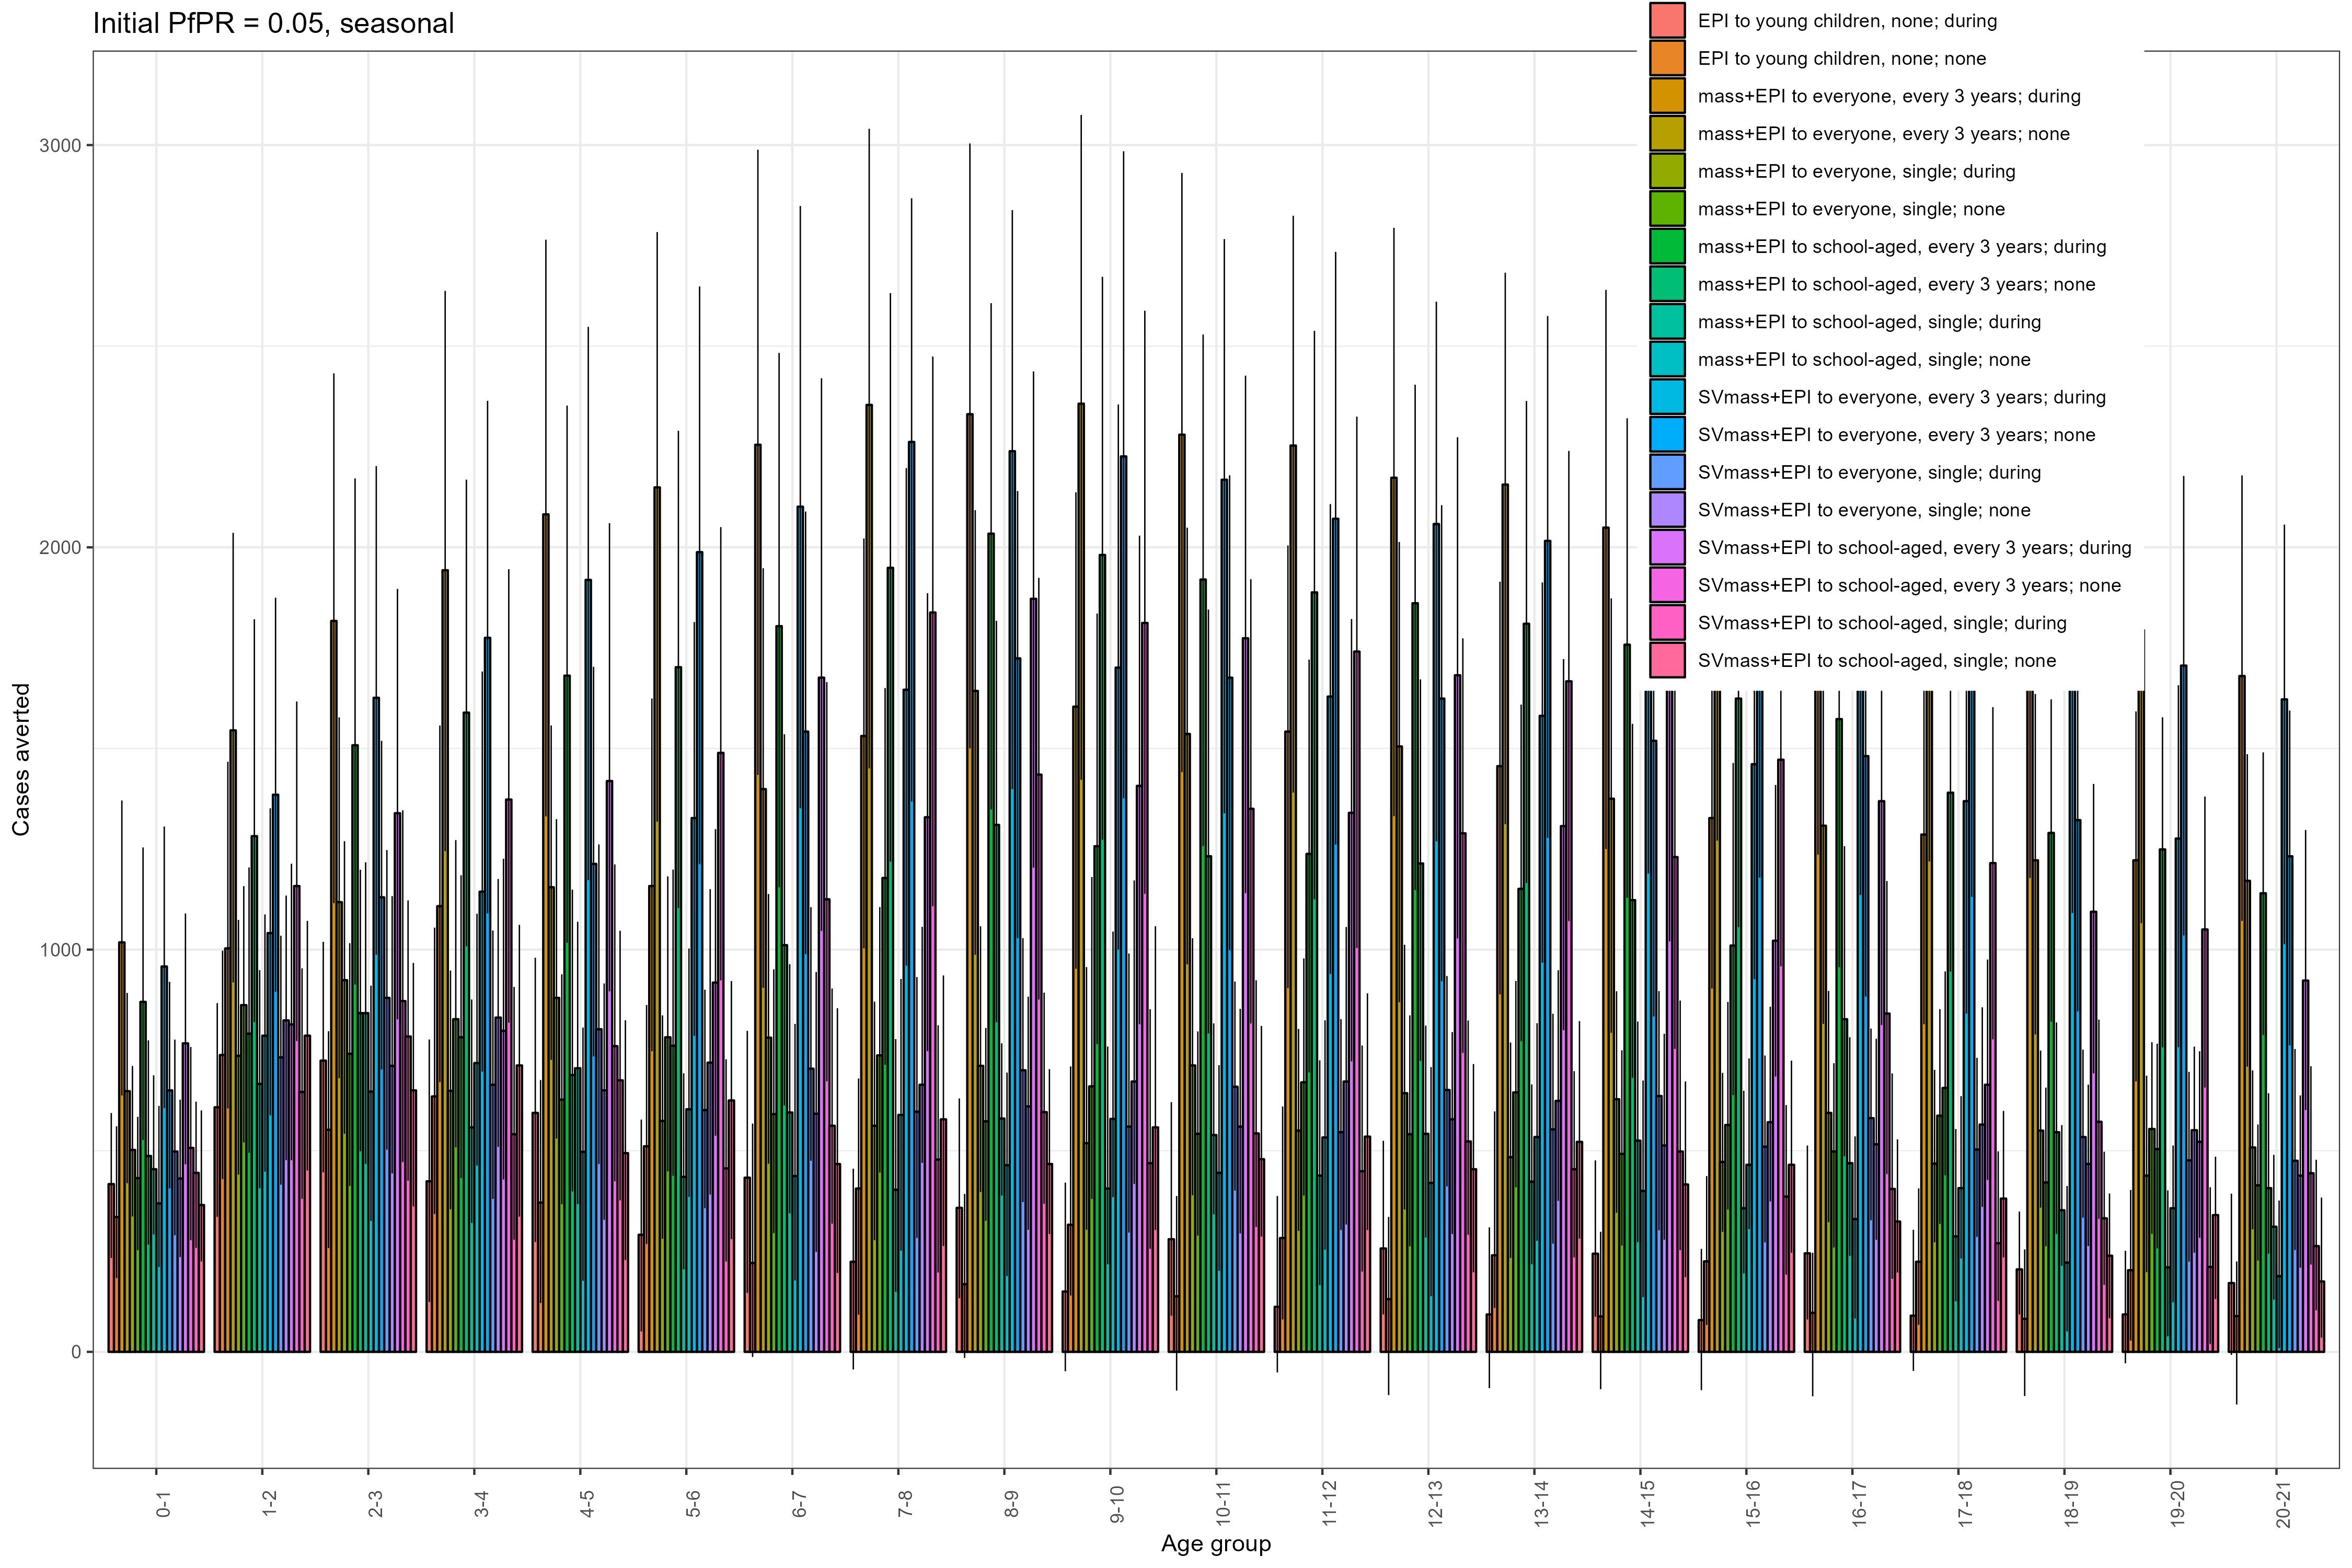 Initial PfPR = 0.05, seasonal
EPI to young children, none; during
EPI to young children, none; none
mass+EPI to everyone, every 3 years; during
mass+EPI to everyone, every 3 years; none
mass+EPI to everyone, single; during
mass+EPI to everyone, single; none
mass+EPI to school-aged, every 3 years; during
mass+EPI to school-aged, every 3 years; none
mass+EPI to school-aged, single; during
mass+EPI to school-aged, single; none
SVmass+EPI to everyone, every 3 years; during
SVmass+EPI to everyone, every 3 years; none
SVmass+EPI to everyone, single; during
SVmass+EPI to everyone, single; none
SVmass+EPI to school-aged, every 3 years; during
SVmass+EPI to school-aged, every 3 years; none
SVmass+EPI to school-aged, single; during
SVmass+EPI to school-aged, single; none
Cases averted
3000
2000
1000
0
0-1
1-2
2-3
3-4
4-5
5-6
6-7
7-8
8-9
9-10
10-11
11-12
12-13
13-14
14-15
15-16
16-17
17-18
18-19
19-20
20-21
Age group